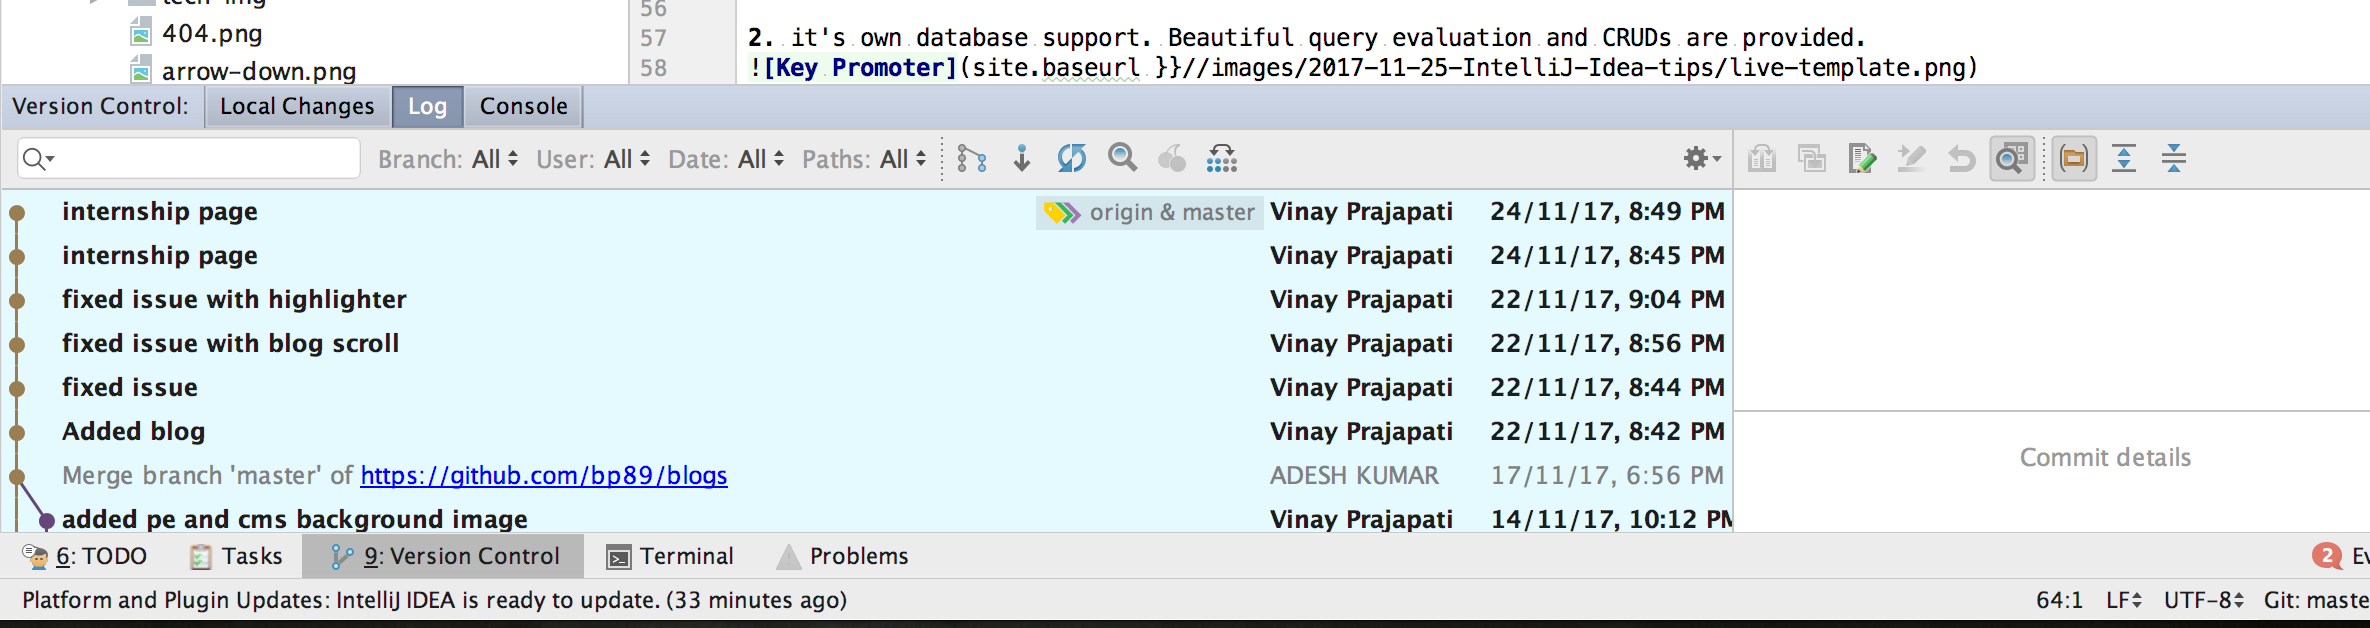 56
404.png
57 2. it's own database support. Beautiful query evaluation and CRUDs are provided.
arrow-down.png
58 ![Key Promoter](site.baseurl }}//images/2017-11-25-IntelliJ-Idea-tips/live-template.png)
Version Control: Local Changes Log Console
Branch: All User: All Date: All Paths: All
internship page origin & master Vinay Prajapati 24/11/17, 8:49 PM
internship page Vinay Prajapati 24/11/17, 8:45 PM
fixed issue with highlighter Vinay Prajapati 22/11/17, 9:04 PM
fixed issue with blog scroll Vinay Prajapati 22/11/17, 8:56 PM
fixed issue Vinay Prajapati 22/11/17, 8:44 PM
Added blog Vinay Prajapati 22/11/17, 8:42 PM
Commit details
Merge branch 'master' of https://github.com/bp89/blogs ADESH KUMAR 17/11/17, 6:56 PM
added pe and cms background image Vinay Prajapati 14/11/17, 10:12 PM
6: TODO Tasks 9: Version Control Terminal Problems 2 Ev
Platform and Plugin Updates: IntelliJ IDEA is ready to update. (33 minutes ago) 64:1 LF UTF-8 Git: maste